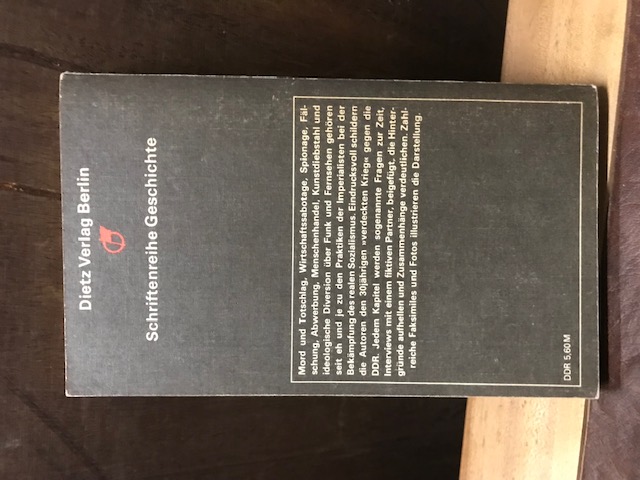 Dietz Verlag Berlin
Schriftenreihe Geschichte
Mord und Totschlag, Wirtschaftssabotage, Spionage, Fäl-
schung, Abwerbung, Menschenhandel, Kunstdiebstahl und
ideologische Diversion über Funk und Fernsehen gehören
seit eh und je zu den Praktiken der Imperialisten bei der
Bekämpfung des realen Sozialismus. Eindrucksvoll schildern
die Autoren den 30jährigen »verdeckten Krieg« gegen die
DDR. Jedem Kapitel werden sogenannte Fragen zur Zeit,
Interviews mit einem fiktiven Partner, beigefügt, die Hinter-
gründe aufhellen und Zusammenhänge verdeutlichen. Zahl-
reiche Faksimiles und Fotos illustrieren die Darstellung.
DDR 5,60 M